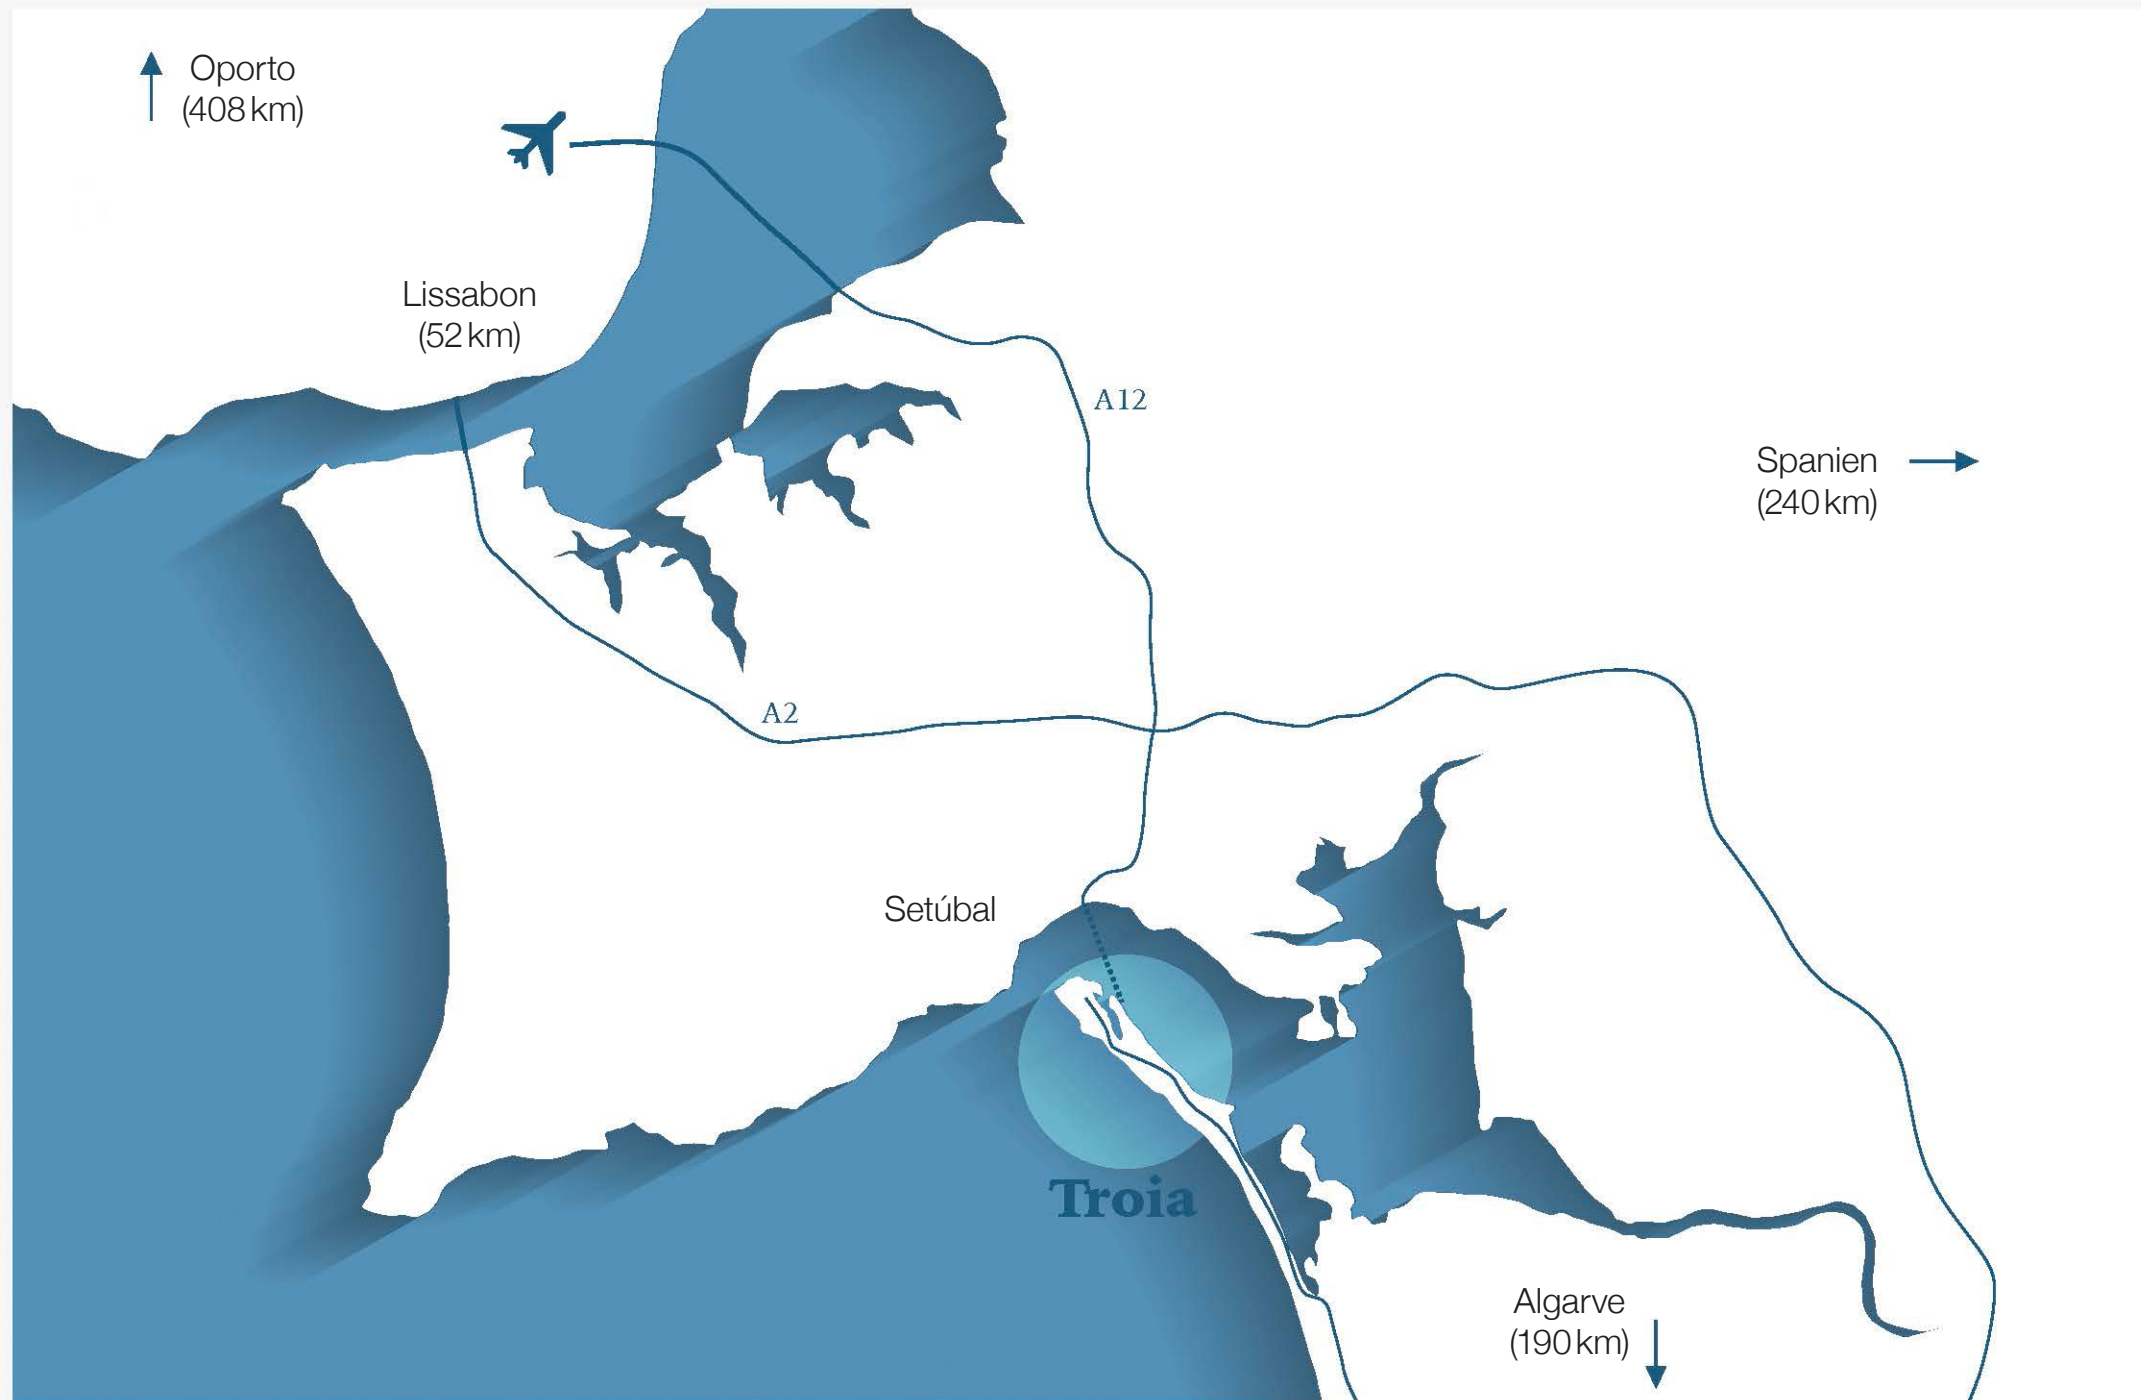 Oporto
(408 km)
Lissabon
(52 km)
A12
Spanien
(240 km)
A2
Setúbal
Troia
Algarve
(190 km)